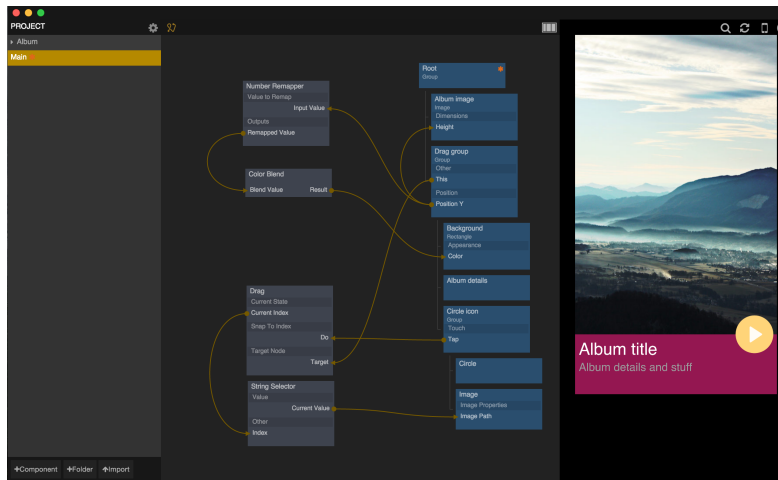 PROJECT
Album
Main
+Component +Folder Import
Number Remapper
Value to Remap
Input Value
Outputs
Remapped Value
Color Blend
Blend Value Result
Drag
Current State
Current Index
Snap To Index
Do
Target Node
Target
String Selector
Value
Current Value
Other
Index
Root
Group
Album image
Image
Dimensions
Height
Drag group
Group
Other
This
Position
Position Y
Background
Rectangle
Appearance
Color
Album details
Circle icon
Group
Touch
Tap
Circle
Image
Image Properties
Image Path
Album title
Album details and stuff